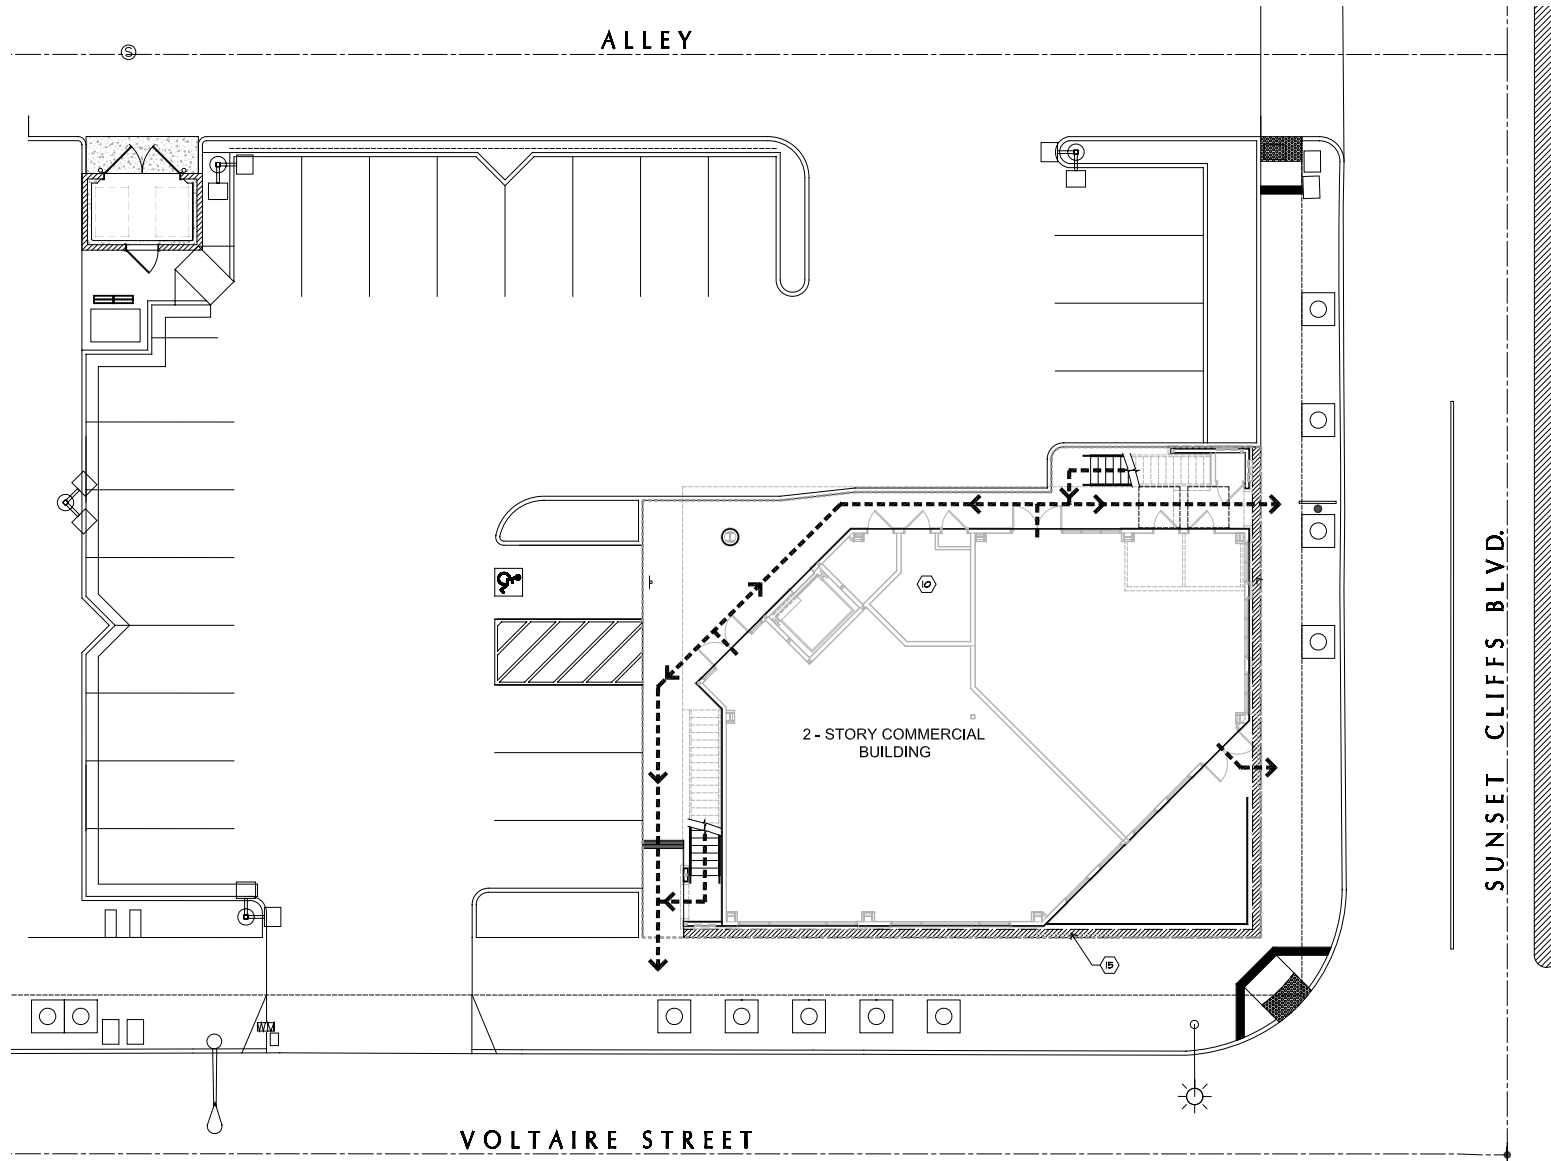 ALLEY
S
10
2 - STORY COMMERCIAL
BUILDING
15
SUNSET CLIFFS BLVD.
VOLTAIRE STREET